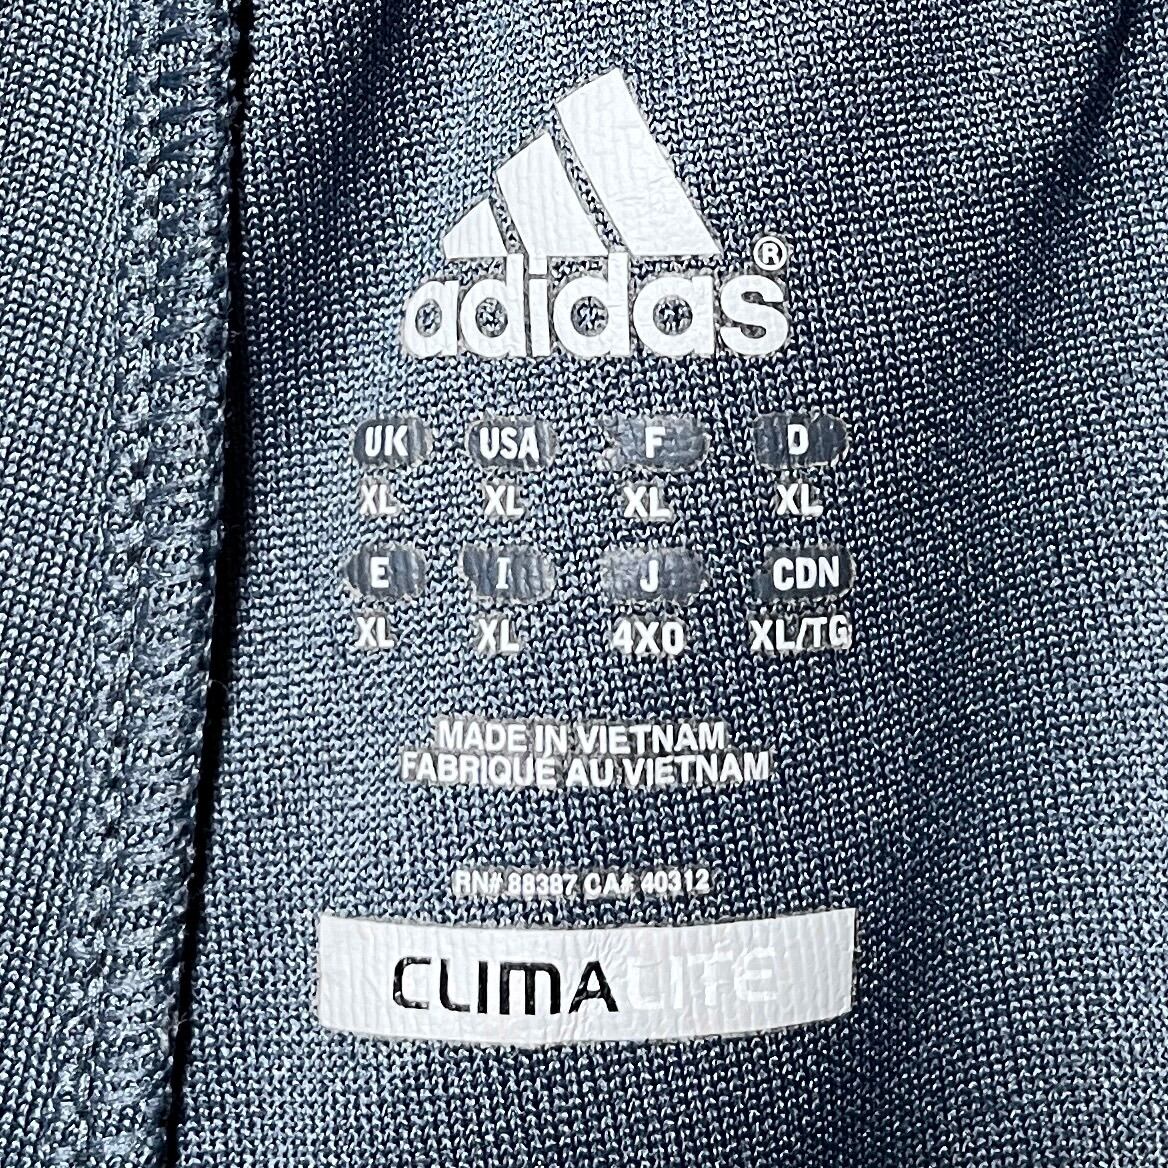 adidas®
UK USA F D
XL XL XL XL
E I J CDN
XL XL 4XO XL/TG
MADE IN VIETNAM
FABRIQUE AU VIETNAM
RN# 88387 CA# 40312
CLIMALITE